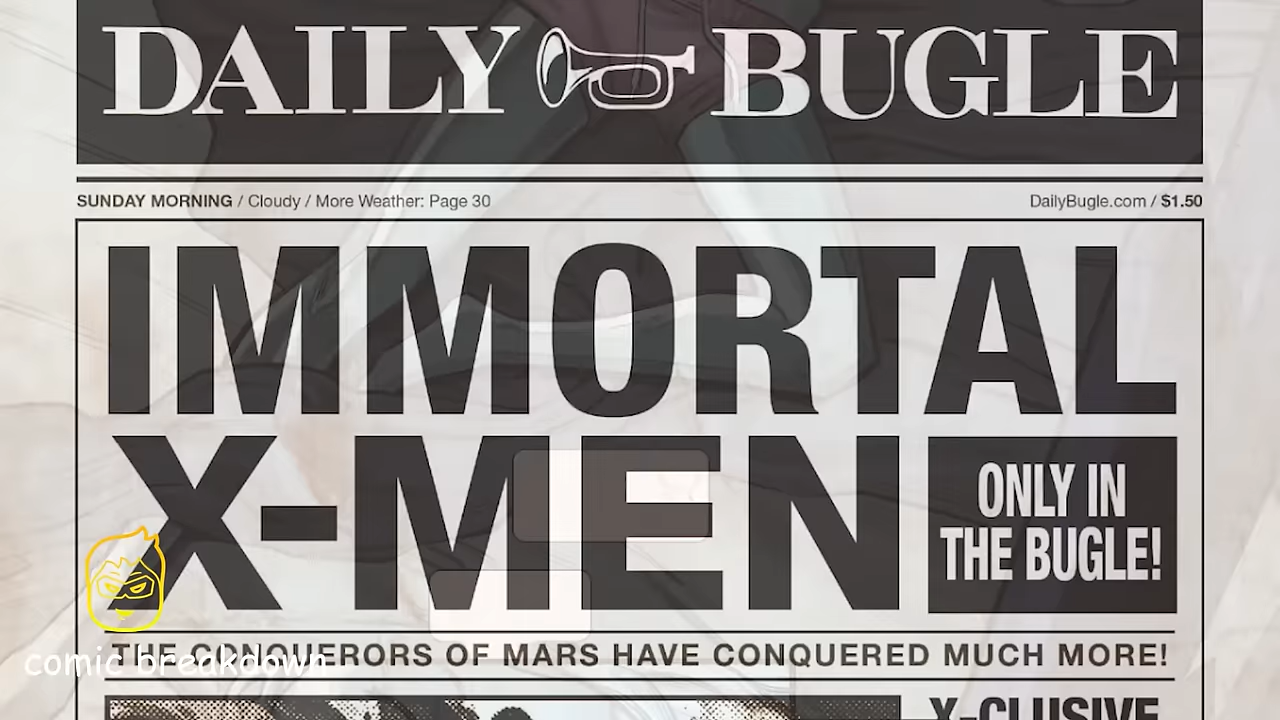 DAILY BUGLE
SUNDAY MORNING / Cloudy / More Weather: Page 30
DailyBugle.com / $1.50
IMMORTAL
X-MEN
ONLY IN
THE BUGLE!
THE CONQUERORS OF MARS HAVE CONQUERED MUCH MORE!
X-CLUSIVE
comic breakdown